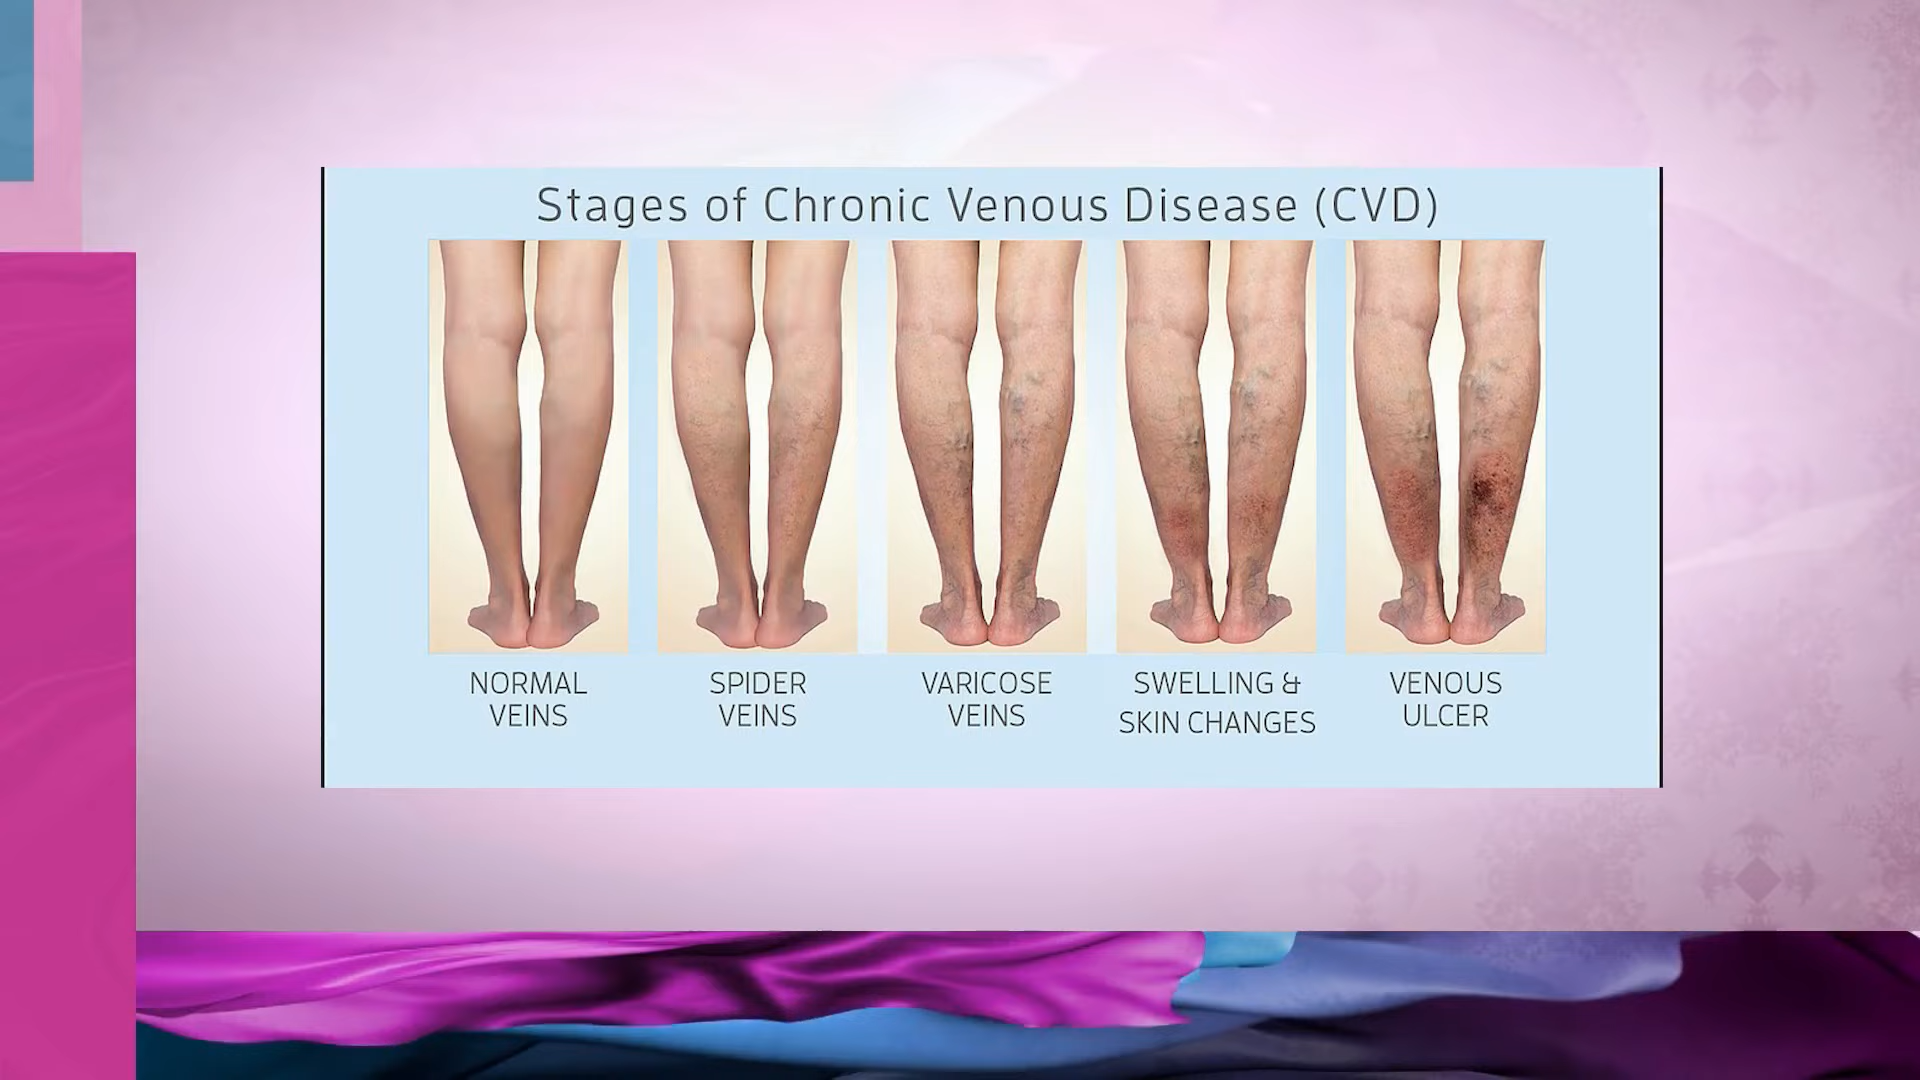 Stages of Chronic Venous Disease (CVD)
NORMAL
VEINS
SPIDER
VEINS
VARICOSE
VEINS
SWELLING &
SKIN CHANGES
VENOUS
ULCER